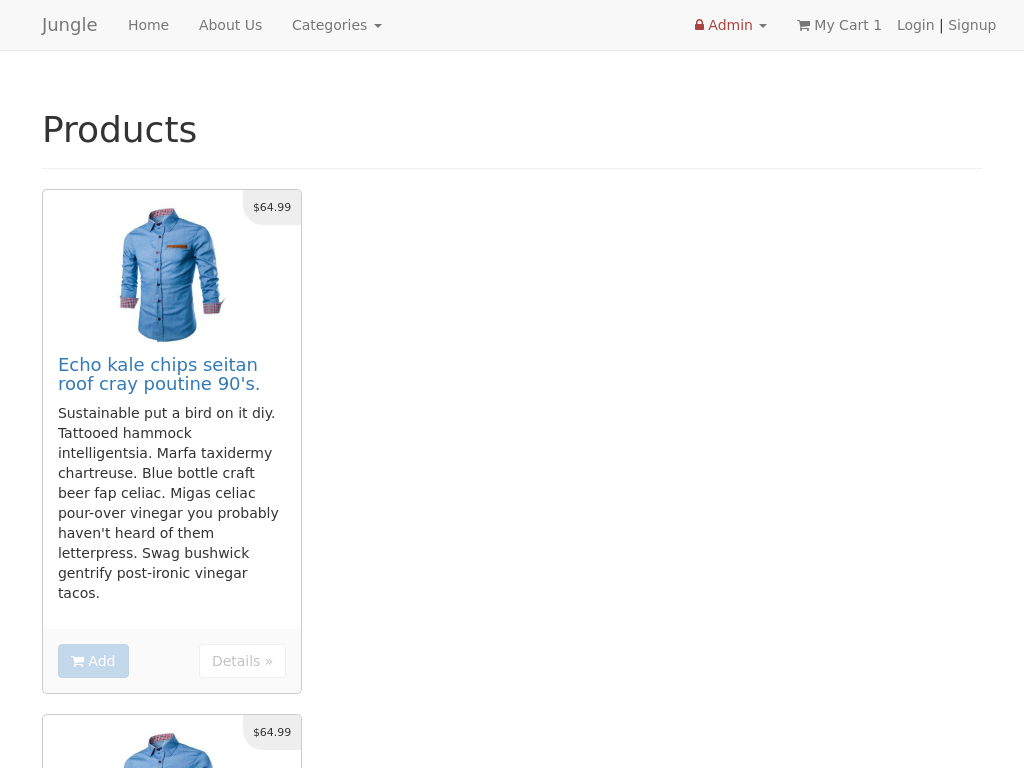 Jungle Home About Us Categories Admin My Cart 1 Login | Signup
Products
$64.99
Echo kale chips seitan
roof cray poutine 90's.
Sustainable put a bird on it diy.
Tattooed hammock
intelligentsia. Marfa taxidermy
chartreuse. Blue bottle craft
beer fap celiac. Migas celiac
pour-over vinegar you probably
haven't heard of them
letterpress. Swag bushwick
gentrify post-ironic vinegar
tacos.
Add Details »
$64.99